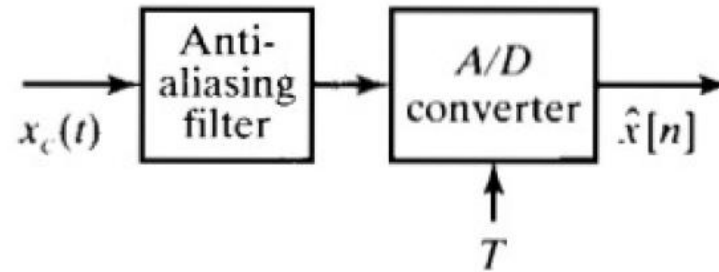 Anti-
aliasing
filter
A/D
converter
x_c(t)
x̂[n]
T